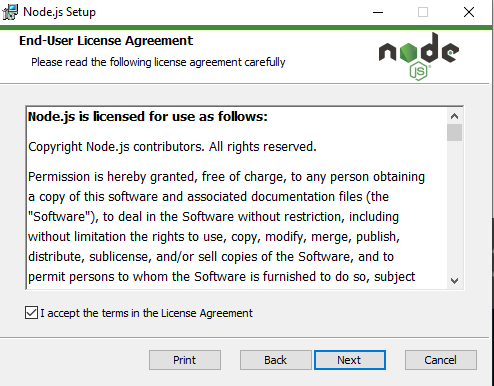 Node.js Setup
End-User License Agreement
Please read the following license agreement carefully
node
JS
Node.js is licensed for use as follows:
Copyright Node.js contributors. All rights reserved.
Permission is hereby granted, free of charge, to any person obtaining
a copy of this software and associated documentation files (the
"Software"), to deal in the Software without restriction, including
without limitation the rights to use, copy, modify, merge, publish,
distribute, sublicense, and/or sell copies of the Software, and to
permit persons to whom the Software is furnished to do so, subject
I accept the terms in the License Agreement
Print Back Next Cancel